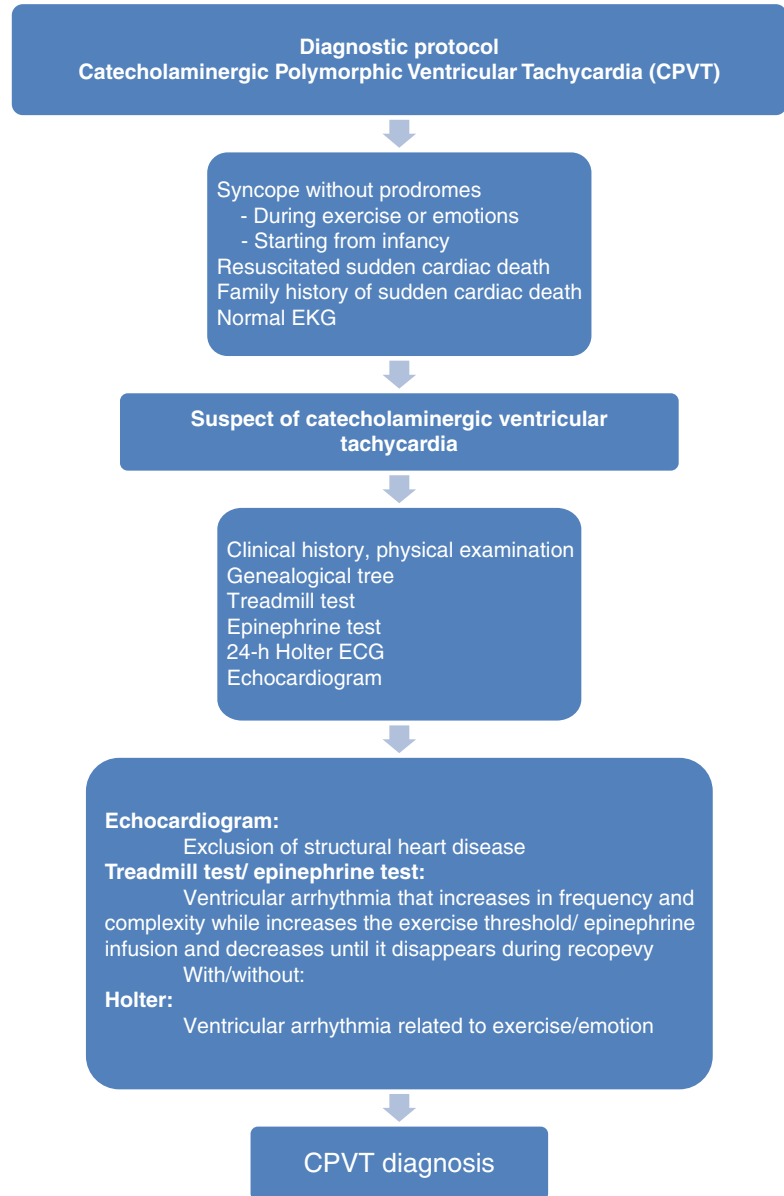 Diagnostic protocol
Catecholaminergic Polymorphic Ventricular Tachycardia (CPVT)
Syncope without prodromes
- During exercise or emotions
- Starting from infancy
Resuscitated sudden cardiac death
Family history of sudden cardiac death
Normal EKG
Suspect of catecholaminergic ventricular
tachycardia
Clinical history, physical examination
Genealogical tree
Treadmill test
Epinephrine test
24-h Holter ECG
Echocardiogram
Echocardiogram:
Exclusion of structural heart disease
Treadmill test/ epinephrine test:
Ventricular arrhythmia that increases in frequency and
complexity while increases the exercise threshold/ epinephrine
infusion and decreases until it disappears during recopevy
With/without:
Holter:
Ventricular arrhythmia related to exercise/emotion
CPVT diagnosis